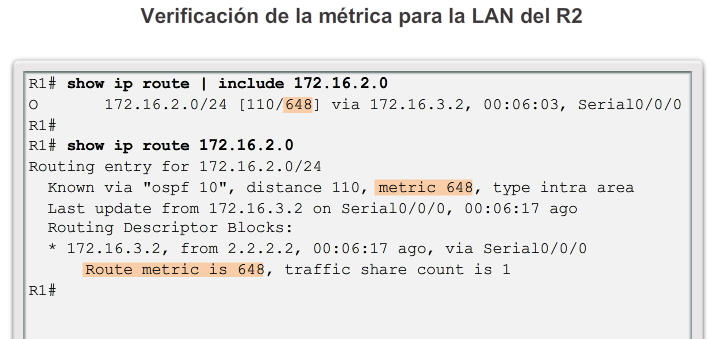 Verificación de la métrica para la LAN del R2
R1# show ip route | include 172.16.2.0
O 172.16.2.0/24 [110/648] via 172.16.3.2, 00:06:03, Serial0/0/0
R1#
R1# show ip route 172.16.2.0
Routing entry for 172.16.2.0/24
Known via "ospf 10", distance 110, metric 648, type intra area
Last update from 172.16.3.2 on Serial0/0/0, 00:06:17 ago
Routing Descriptor Blocks:
* 172.16.3.2, from 2.2.2.2, 00:06:17 ago, via Serial0/0/0
Route metric is 648, traffic share count is 1
R1#